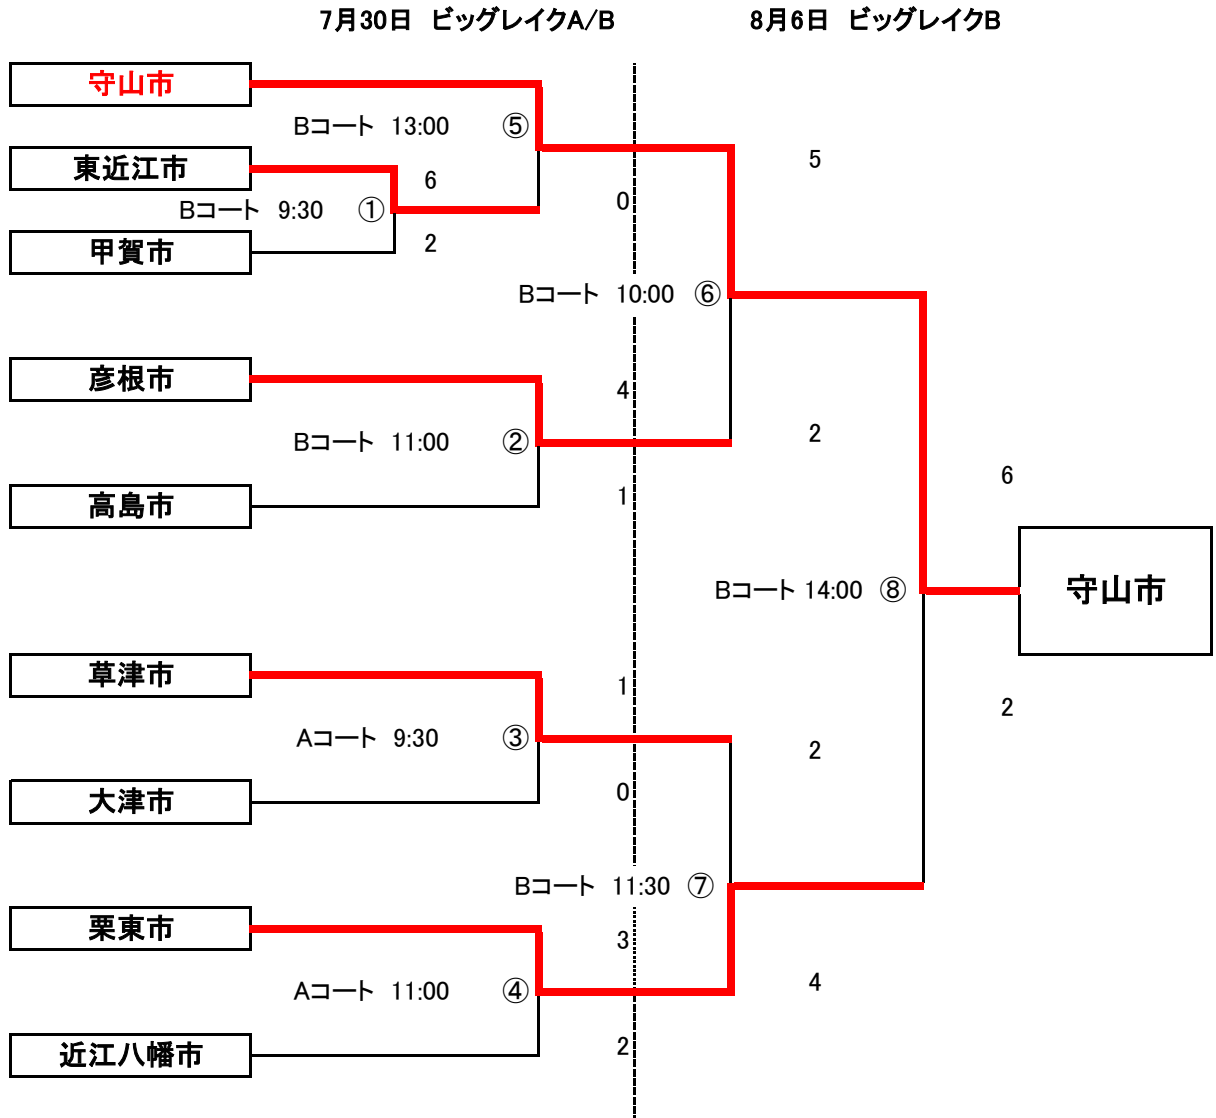 7月30日 ビッグレイクA/B 8月6日 ビッグレイクB
守山市
Bコート 13:00 ⑤
5
東近江市
6
0
Bコート 9:30 ①
甲賀市
2
Bコート 10:00 ⑥
彦根市
4
Bコート 11:00 ②
2
6
高島市
1
Bコート 14:00 ⑧
守山市
草津市
1
2
Aコート 9:30 ③
2
大津市
0
Bコート 11:30 ⑦
栗東市
3
Aコート 11:00 ④
4
近江八幡市
2